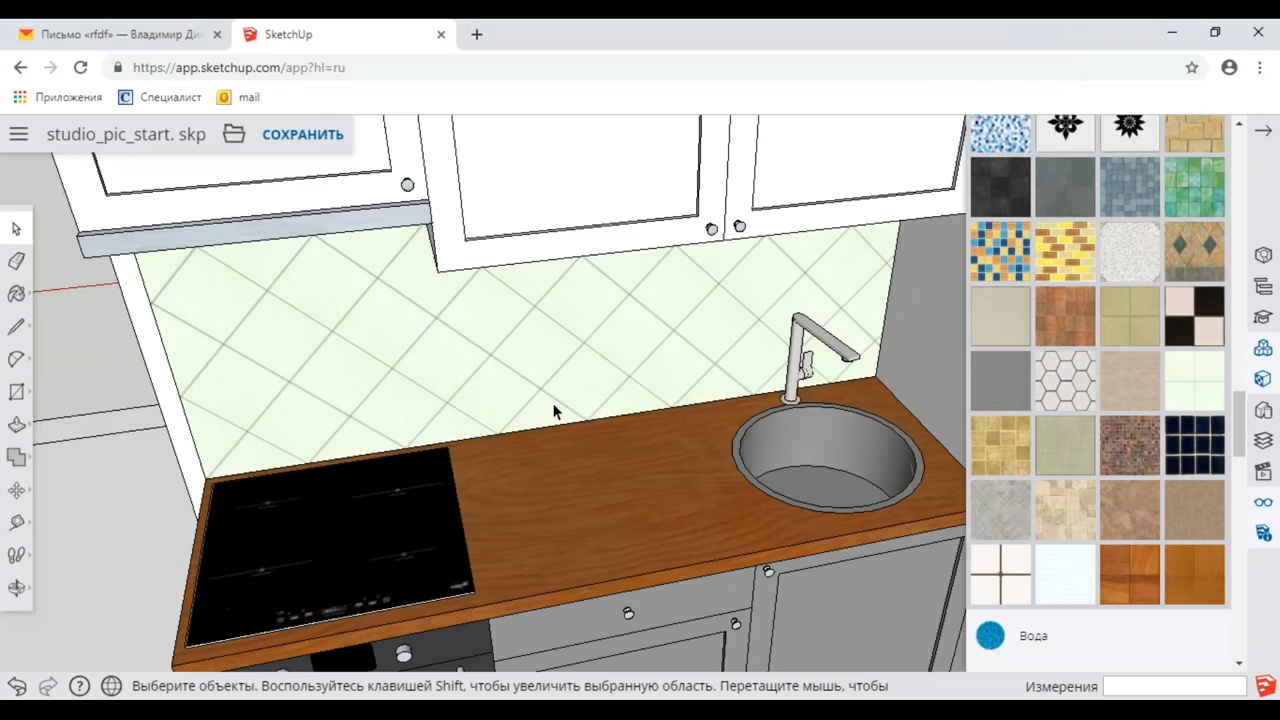 Письмо «rfdf» — Владимир Дич
SketchUp
https://app.sketchup.com/app?hl=ru
Приложения
Специалист
mail
studio_pic_start. skp
СОХРАНИТЬ
Вода
Выберите объекты. Воспользуйтесь клавишей Shift, чтобы увеличить выбранную область. Перетащите мышь, чтобы
Измерения